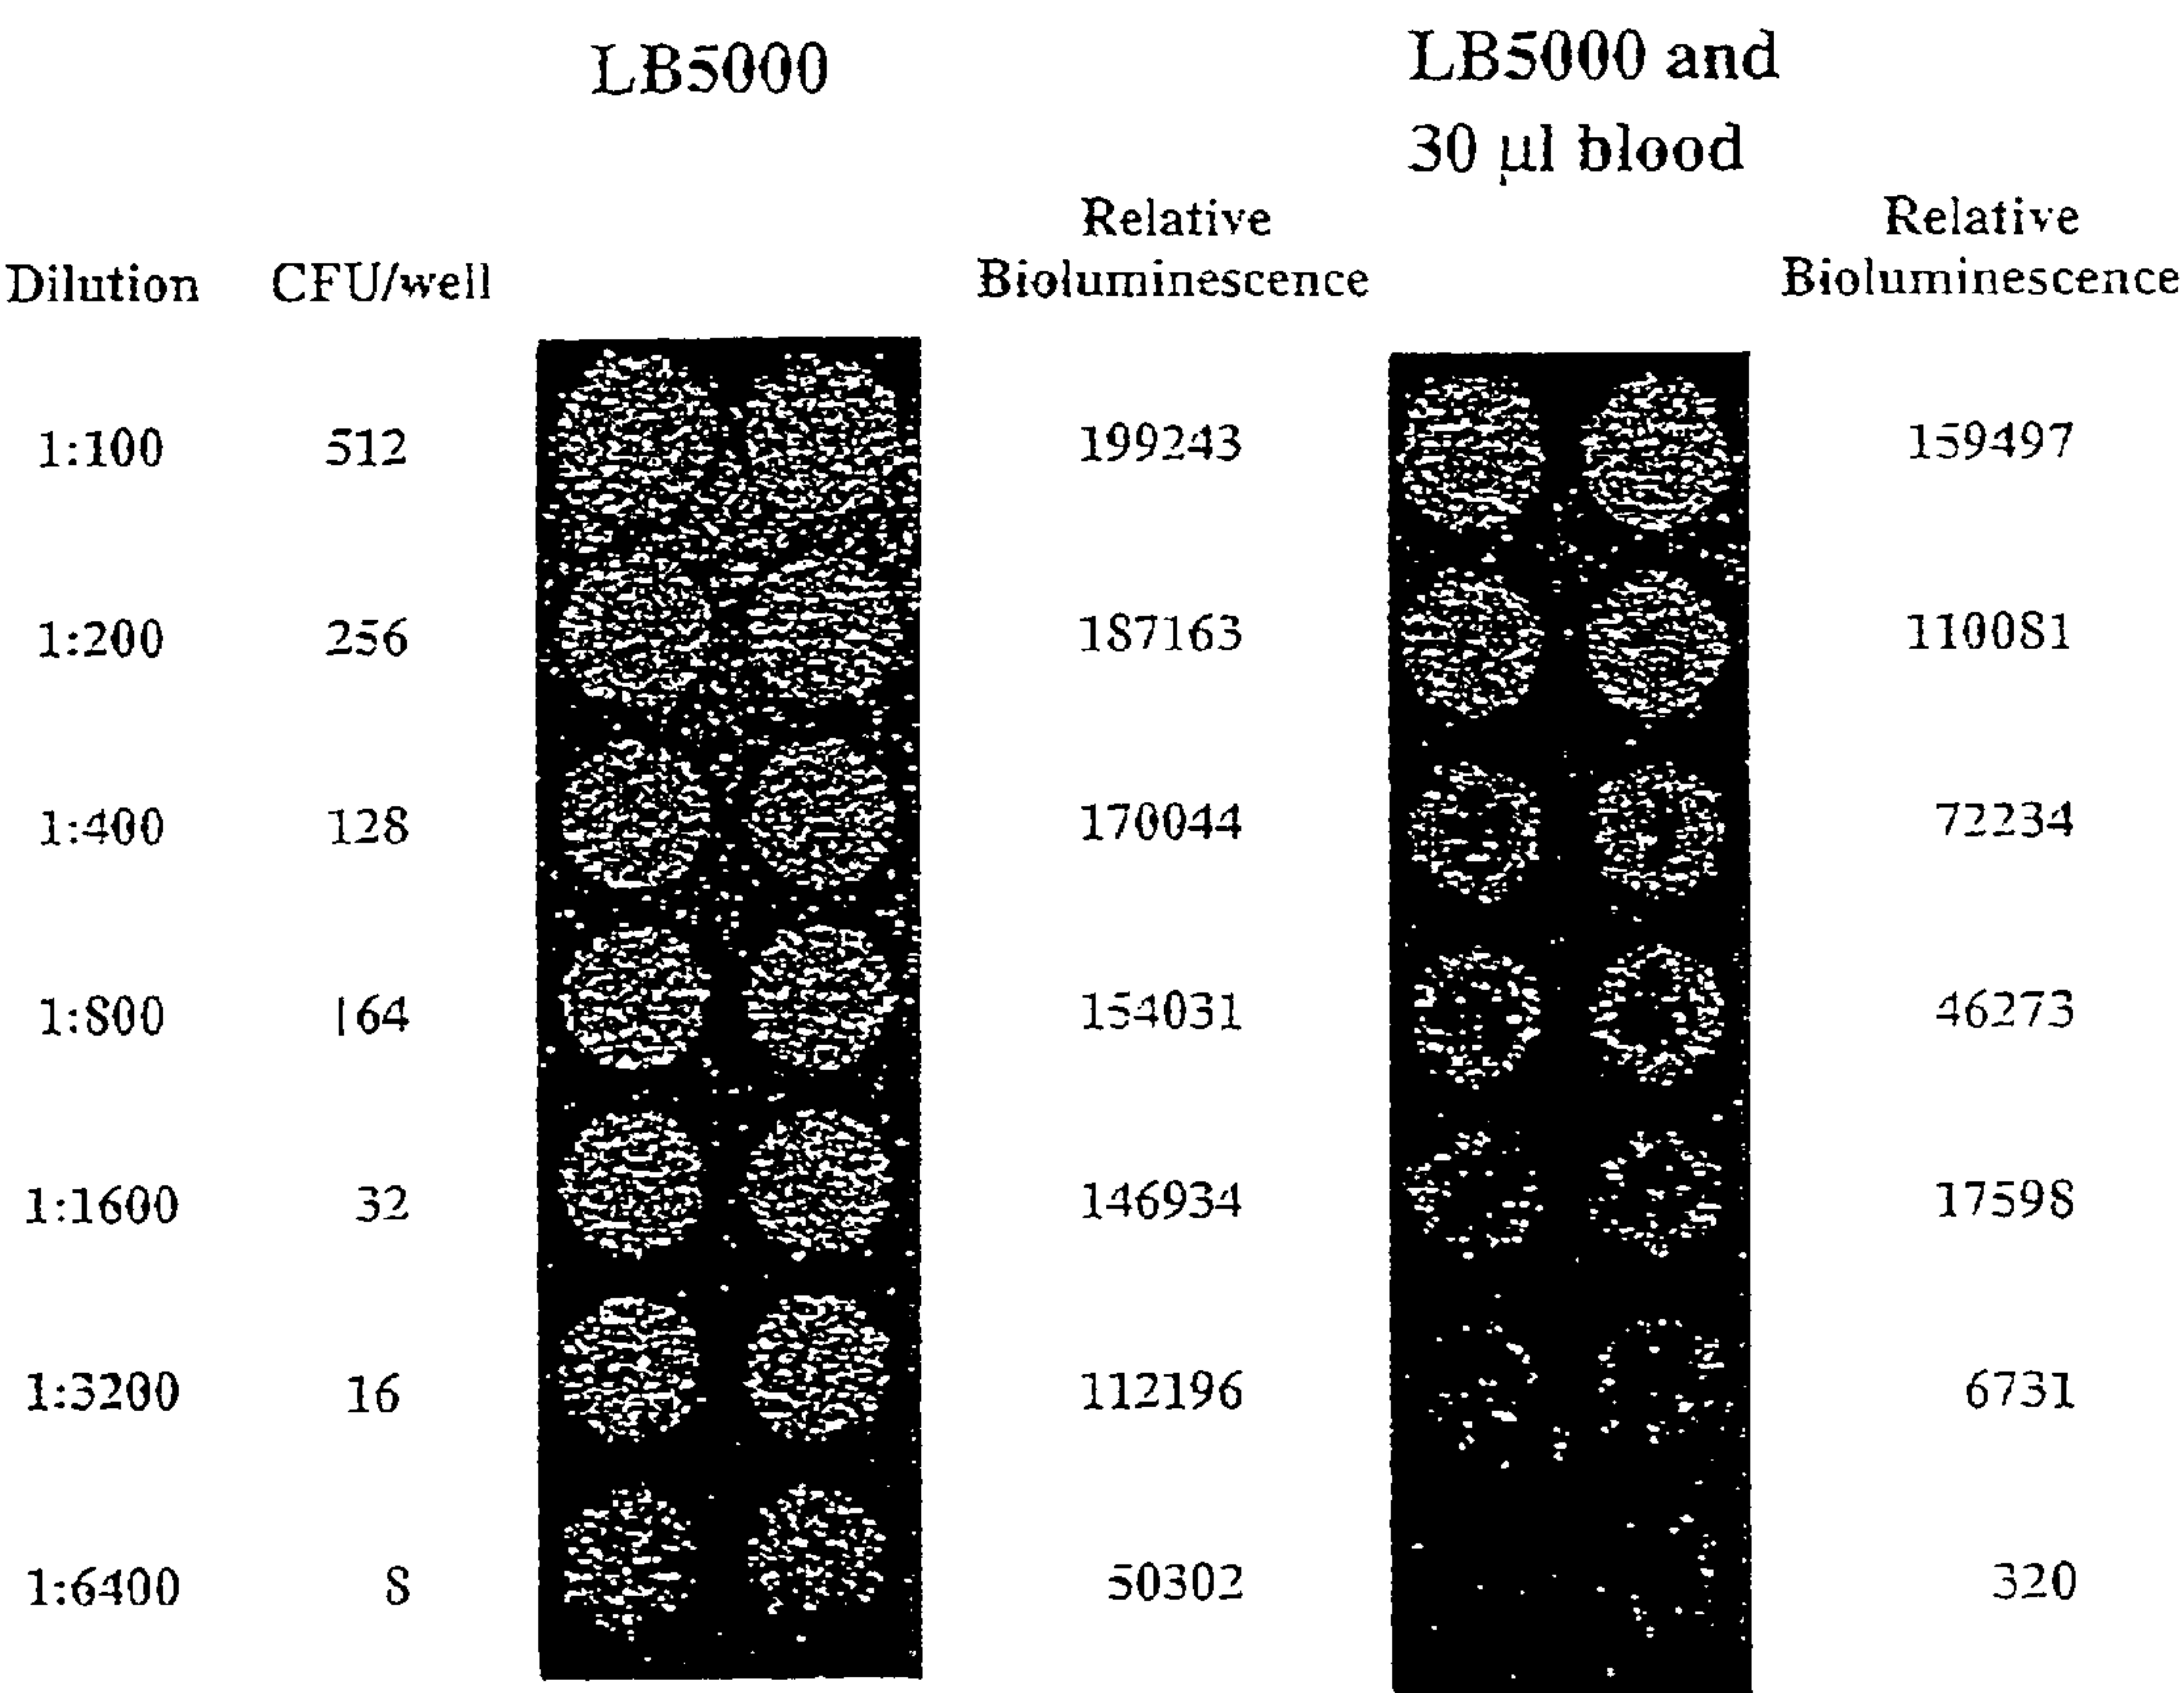 LB5000
LB5000 and
30 µl blood
Relative
Bioluminescence
Relative
Bioluminescence
Dilution CFU/well
1:100 512 199243 159497
1:200 256 187163 110081
1:400 128 170044 72234
1:800 164 154031 46273
1:1600 32 146934 17598
1:3200 16 112196 6731
1:6400 8 50302 320